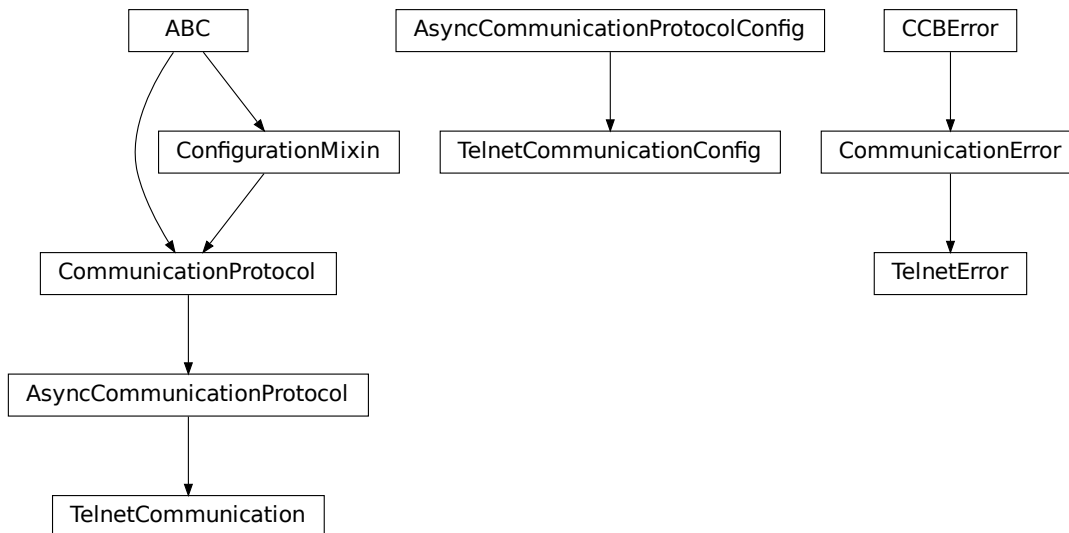 ABC
AsyncCommunicationProtocolConfig
CCBError
ConfigurationMixin
TelnetCommunicationConfig
CommunicationError
CommunicationProtocol
TelnetError
AsyncCommunicationProtocol
TelnetCommunication